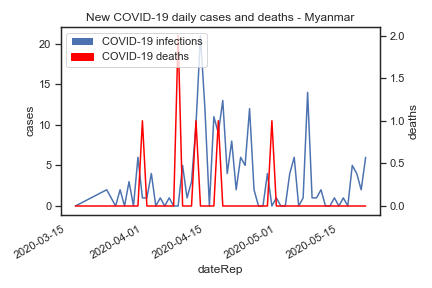 New COVID-19 daily cases and deaths - Myanmar
COVID-19 infections
COVID-19 deaths
cases
20
15
10
5
0
deaths
2.0
1.5
1.0
0.5
0.0
2020-03-15
2020-04-01
2020-04-15
2020-05-01
2020-05-15
dateRep